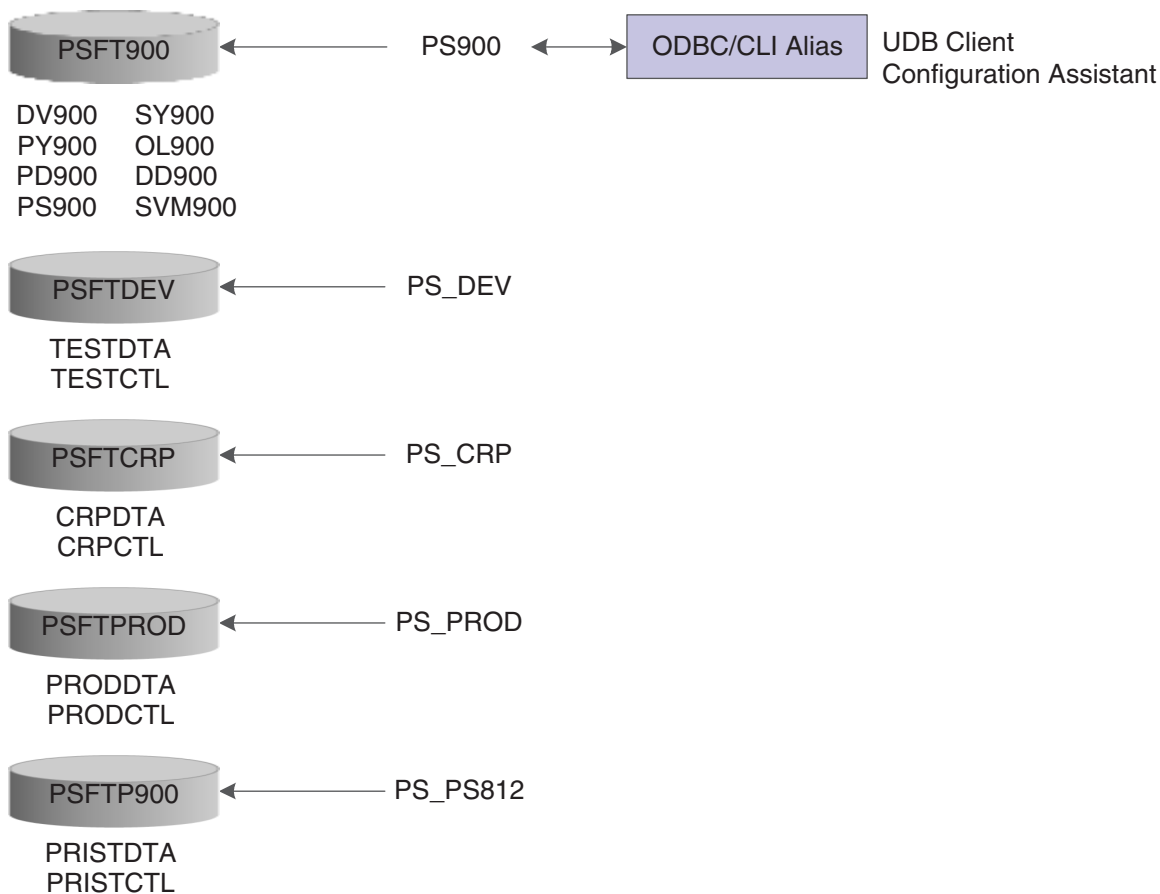 PSFT900
PS900
ODBC/CLI Alias
UDB Client
Configuration Assistant
DV900 SY900
PY900 OL900
PD900 DD900
PS900 SVM900
PSFTDEV
PS_DEV
TESTDTA
TESTCTL
PSFTCRP
PS_CRP
CRPDTA
CRPCTL
PSFTPROD
PS_PROD
PRODDTA
PRODCTL
PSFTP900
PS_PS812
PRISTDTA
PRISTCTL